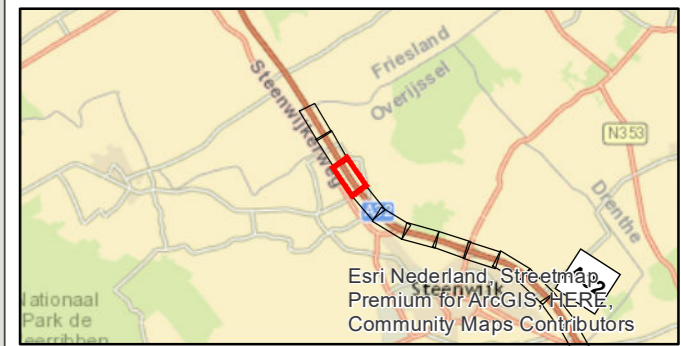 Friesland
Overijssel
Steenwijkerweg
N353
Drenthe
Esri Nederland, Streetmap
Steenwijk
Premium for ArcGIS, HERE,
Community Maps Contributors
Nationaal
Park de